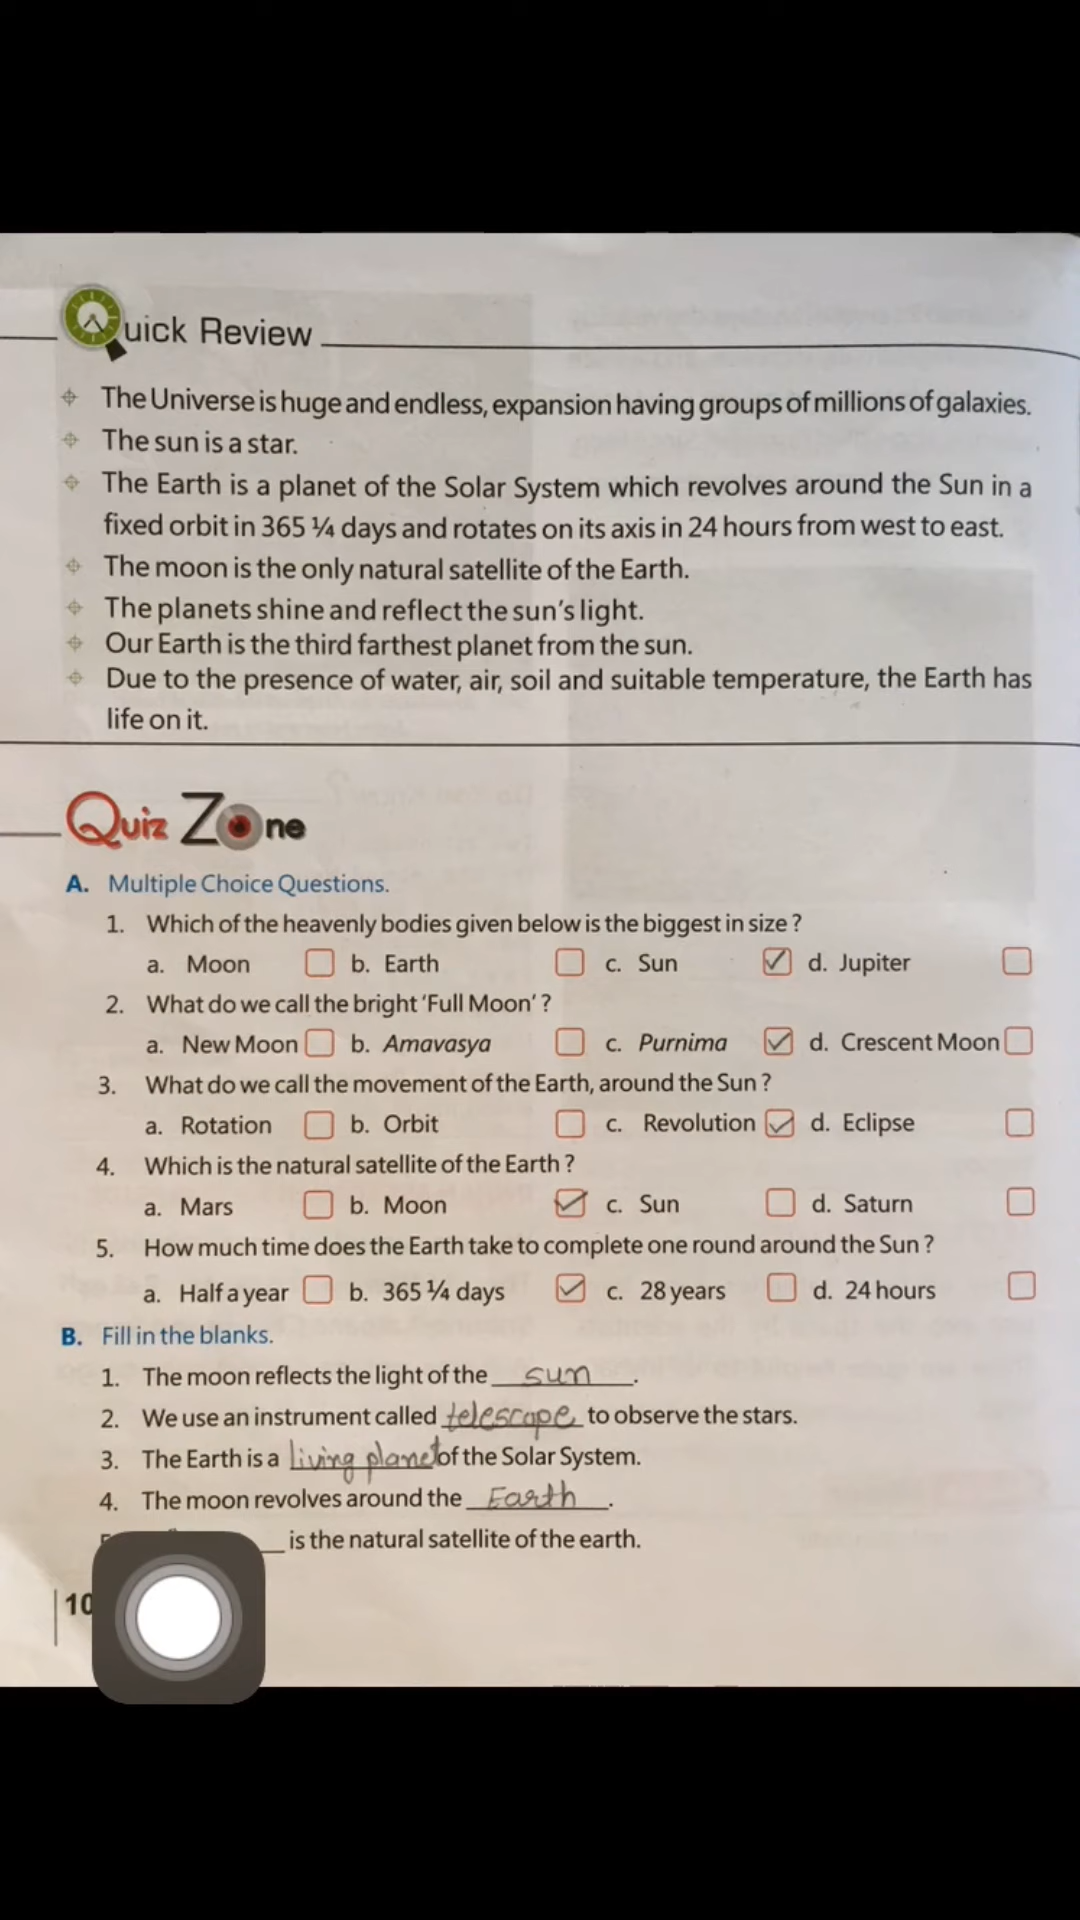 Quick Review
The Universe is huge and endless, expansion having groups of millions of galaxies.
The sun is a star.
The Earth is a planet of the Solar System which revolves around the Sun in a
fixed orbit in 365 ¼ days and rotates on its axis in 24 hours from west to east.
The moon is the only natural satellite of the Earth.
The planets shine and reflect the sun's light.
Our Earth is the third farthest planet from the sun.
Due to the presence of water, air, soil and suitable temperature, the Earth has
life on it.
Quiz Zone
A. Multiple Choice Questions.
1. Which of the heavenly bodies given below is the biggest in size ?
a. Moon b. Earth c. Sun ✓ d. Jupiter
2. What do we call the bright 'Full Moon' ?
a. New Moon b. Amavasya c. Purnima ✓ d. Crescent Moon
3. What do we call the movement of the Earth, around the Sun ?
a. Rotation b. Orbit c. Revolution ✓ d. Eclipse
4. Which is the natural satellite of the Earth ?
a. Mars b. Moon ✓ c. Sun d. Saturn
5. How much time does the Earth take to complete one round around the Sun ?
a. Half a year b. 365 ¼ days ✓ c. 28 years d. 24 hours
B. Fill in the blanks.
1. The moon reflects the light of the sun.
2. We use an instrument called telescope to observe the stars.
3. The Earth is a living planet of the Solar System.
4. The moon revolves around the Earth.
is the natural satellite of the earth.
10